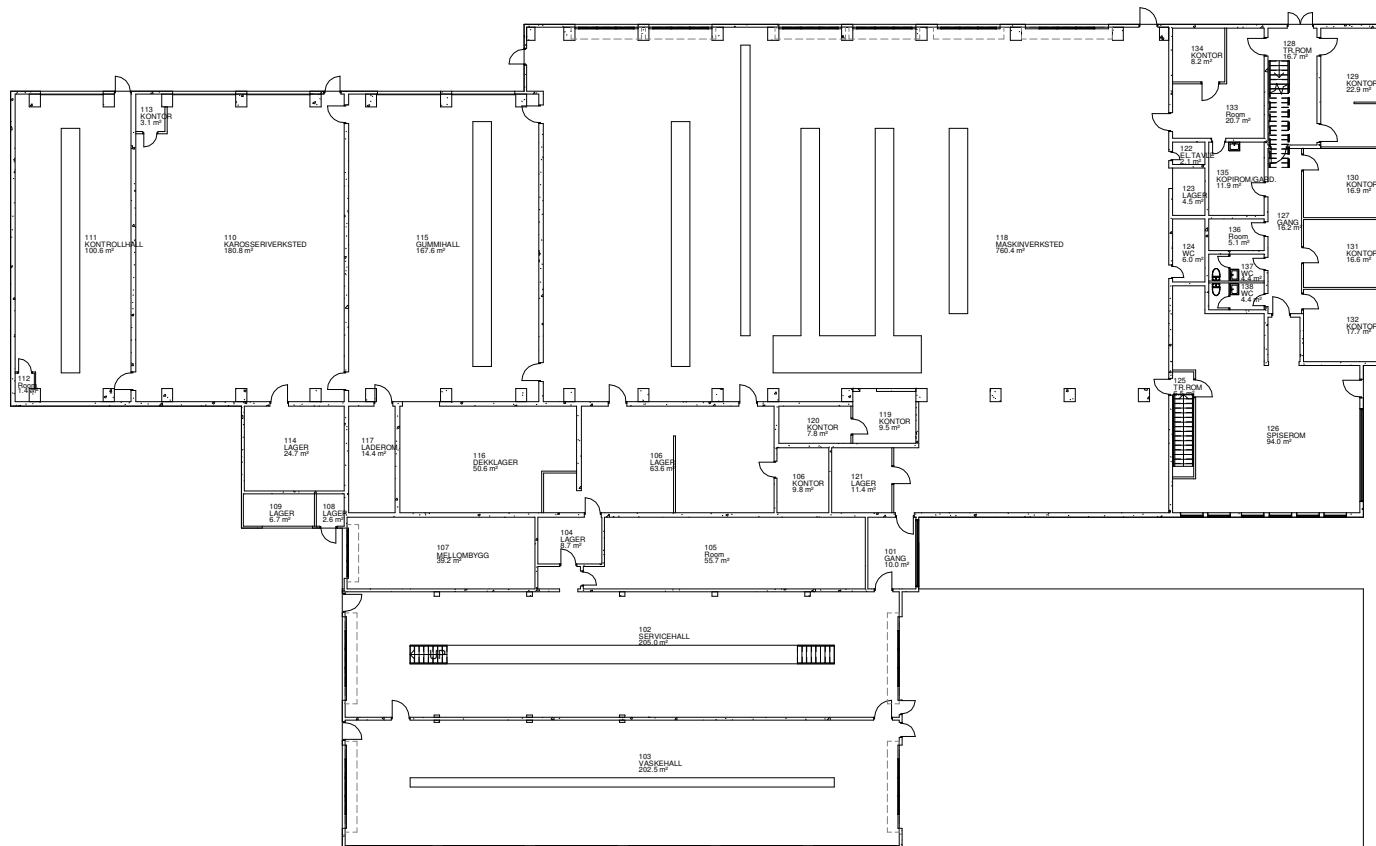 134
KONTOR
8.2 m²
128
TR.ROM
16.7 m²
129
KONTOR
22.9 m²
113
KONTOR
3.1 m²
133
Room
20.7 m²
122
EL.TAVLE
2.1 m²
135
KOPIROM/GARD.
11.9 m²
130
KONTOR
16.9 m²
123
LAGER
4.5 m²
127
GANG
16.2 m²
136
Room
5.1 m²
111
KONTROLLHALL
100.6 m²
110
KAROSSERIVERKSTED
180.8 m²
115
GUMMIHALL
167.6 m²
118
MASKINVERKSTED
760.4 m²
124
WC
6.0 m²
131
KONTOR
16.6 m²
137
WC
4.4 m²
138
WC
4.4 m²
132
KONTOR
17.7 m²
112
Room
125
TR.ROM
119
KONTOR
9.5 m²
120
KONTOR
7.8 m²
126
SPISEROM
94.0 m²
114
LAGER
24.7 m²
117
LADEROM
14.4 m²
116
DEKKLAGER
50.6 m²
106
LAGER
63.6 m²
106
KONTOR
9.8 m²
121
LAGER
11.4 m²
109
LAGER
6.7 m²
108
LAGER
2.6 m²
107
MELLOMBYGG
39.2 m²
104
LAGER
8.7 m²
105
Room
55.7 m²
101
GANG
10.0 m²
102
SERVICEHALL
205.0 m²
UP
103
VASKEHALL
202.5 m²